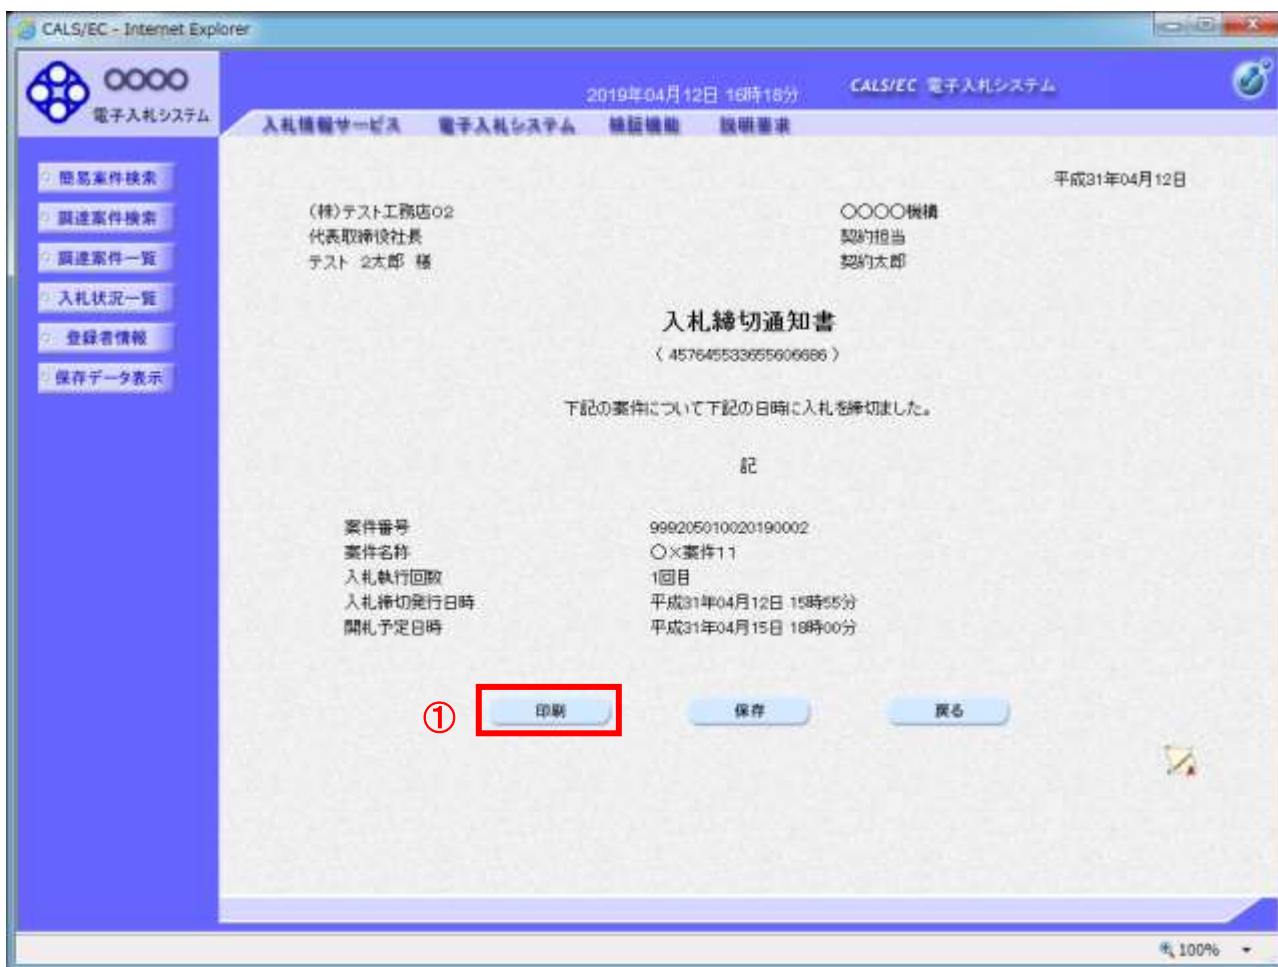 CALS/EC - Internet Explorer
OOOO
電子入札システム
2019年04月12日 16時18分
CALS/EC 電子入札システム
入札情報サービス 電子入札システム 検証機能 説明要求
簡易案件検索
調達案件検索
調達案件一覧
入札状況一覧
登録者情報
保存データ表示
平成31年04月12日
(株)テスト工務店02
代表取締役社長
テスト 2太郎 様
〇〇〇〇機構
契約担当
契約太郎
入札締切通知書
( 457645533655606686 )
下記の案件について下記の日時に入札を締切ました。
記
案件番号 999205010020190002
案件名称 〇×案件11
入札執行回数 1回目
入札締切発行日時 平成31年04月12日 15時55分
開札予定日時 平成31年04月15日 18時00分
① 印刷 保存 戻る
100%